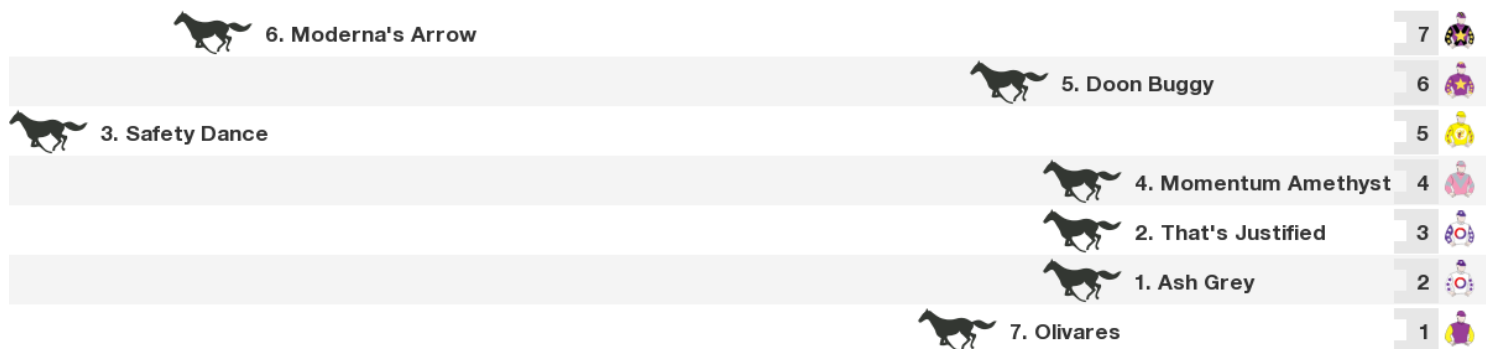 6. Moderna's Arrow 7
5. Doon Buggy 6
3. Safety Dance 5
4. Momentum Amethyst 4
2. That's Justified 3
1. Ash Grey 2
7. Olivares 1